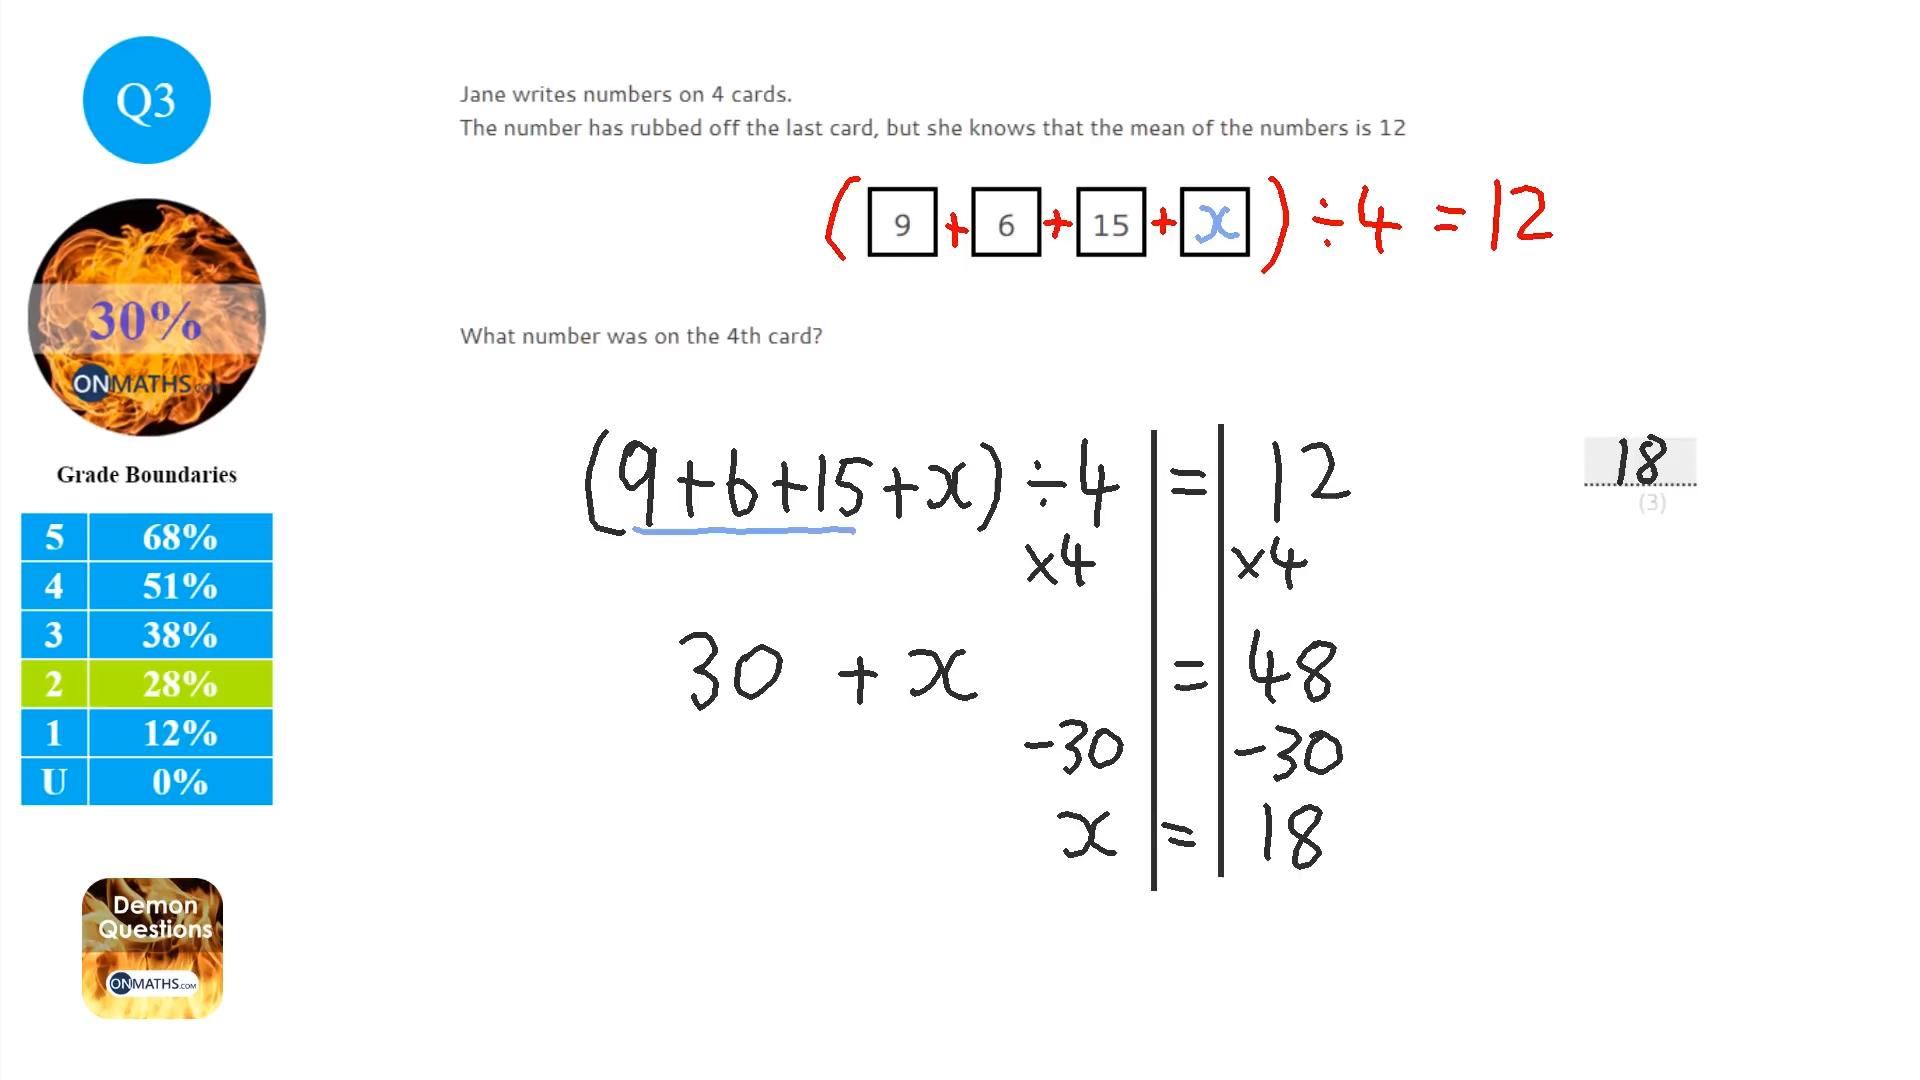 Q3
Jane writes numbers on 4 cards.
The number has rubbed off the last card, but she knows that the mean of the numbers is 12
( 9 + 6 + 15 + x ) ÷ 4 = 12
30%
ONMATHS.com
What number was on the 4th card?
(9+6+15+x) ÷4 = 12
18
(3)
×4 ×4
30 + x = 48
-30 -30
x = 18
Grade Boundaries
5 68%
4 51%
3 38%
2 28%
1 12%
U 0%
Demon
Questions
ONMATHS.COM